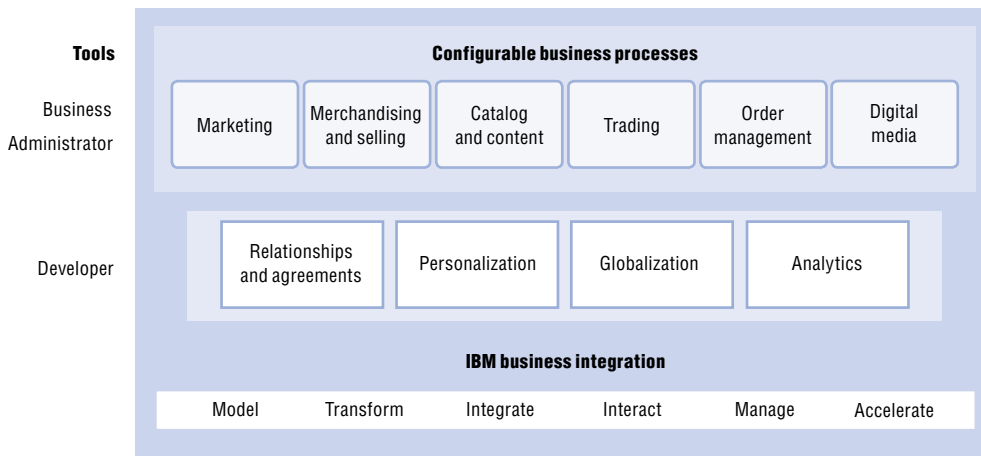 Tools
Configurable business processes
Business
Administrator
Marketing
Merchandising
and selling
Catalog
and content
Trading
Order
management
Digital
media
Developer
Relationships
and agreements
Personalization
Globalization
Analytics
IBM business integration
Model Transform Integrate Interact Manage Accelerate